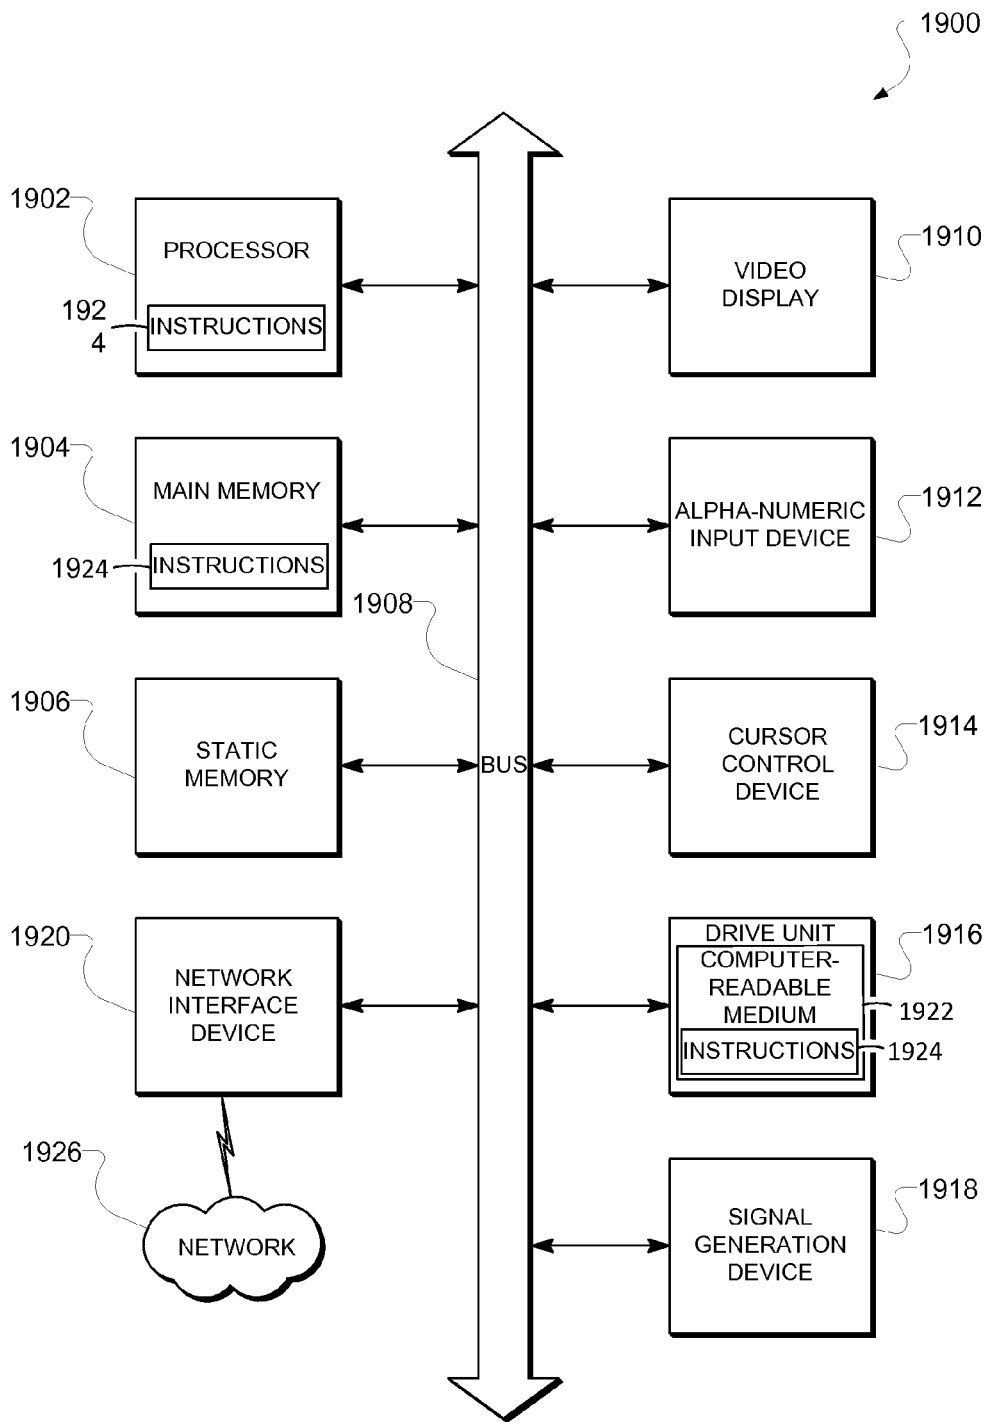 1900
1902
PROCESSOR
192
4
INSTRUCTIONS
1910
VIDEO
DISPLAY
1904
MAIN MEMORY
1924
INSTRUCTIONS
1912
ALPHA-NUMERIC
INPUT DEVICE
1908
1906
STATIC
MEMORY
BUS
1914
CURSOR
CONTROL
DEVICE
1920
NETWORK
INTERFACE
DEVICE
1916
DRIVE UNIT
COMPUTER-
READABLE
MEDIUM
1922
INSTRUCTIONS
1924
1926
NETWORK
1918
SIGNAL
GENERATION
DEVICE